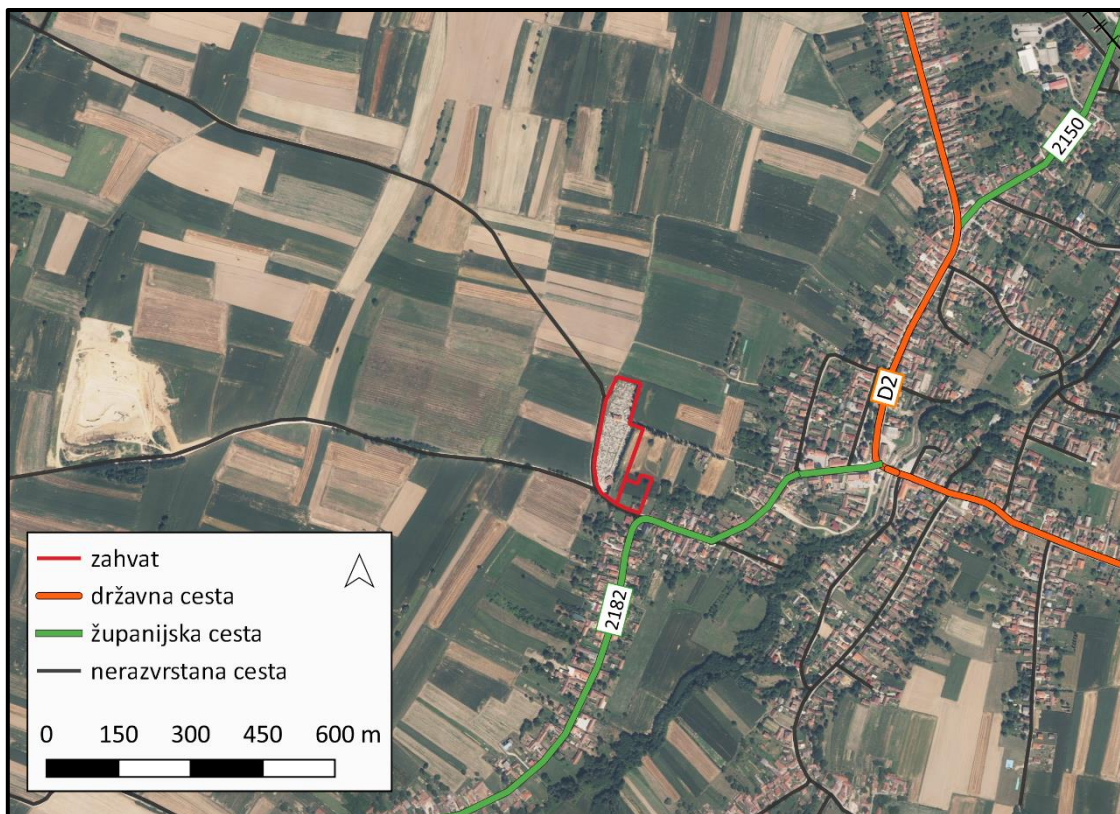 2150
D2
2182
zahvat
državna cesta
županijska cesta
nerazvrstana cesta
0 150 300 450 600 m